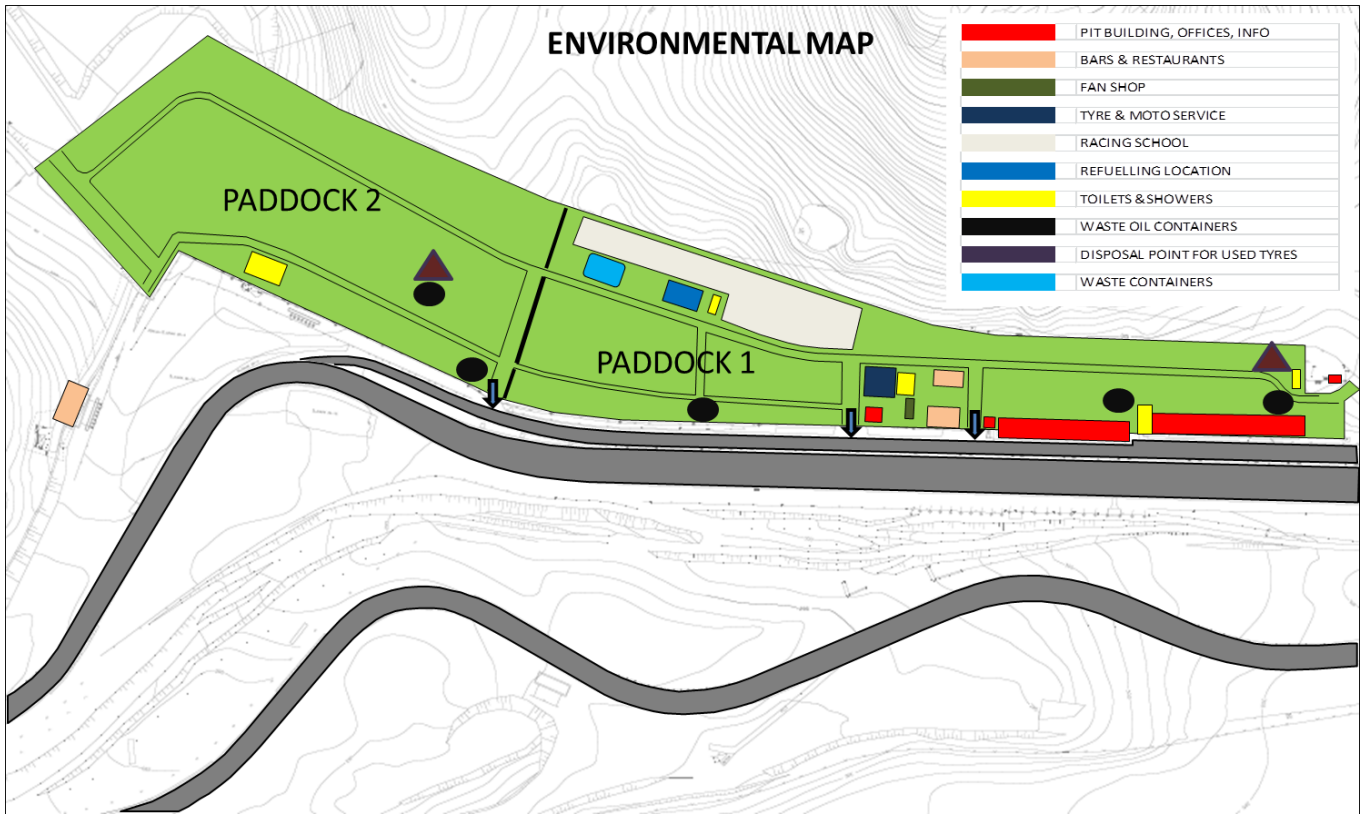 ENVIRONMENTAL MAP
PIT BUILDING, OFFICES, INFO
BARS & RESTAURANTS
FAN SHOP
TYRE & MOTO SERVICE
RACING SCHOOL
REFUELLING LOCATION
TOILETS & SHOWERS
WASTE OIL CONTAINERS
DISPOSAL POINT FOR USED TYRES
WASTE CONTAINERS
PADDOCK 2
PADDOCK 1